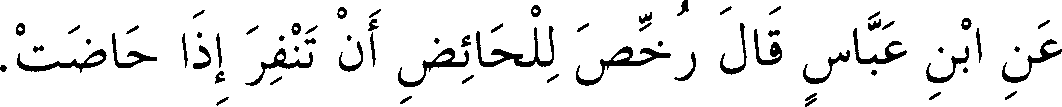 عَنِ ابْنِ عَبَّاسٍ قَالَ رُخِّصَ لِلْحَائِضِ أَنْ تَنْفِرَ إِذَا حَاضَتْ.